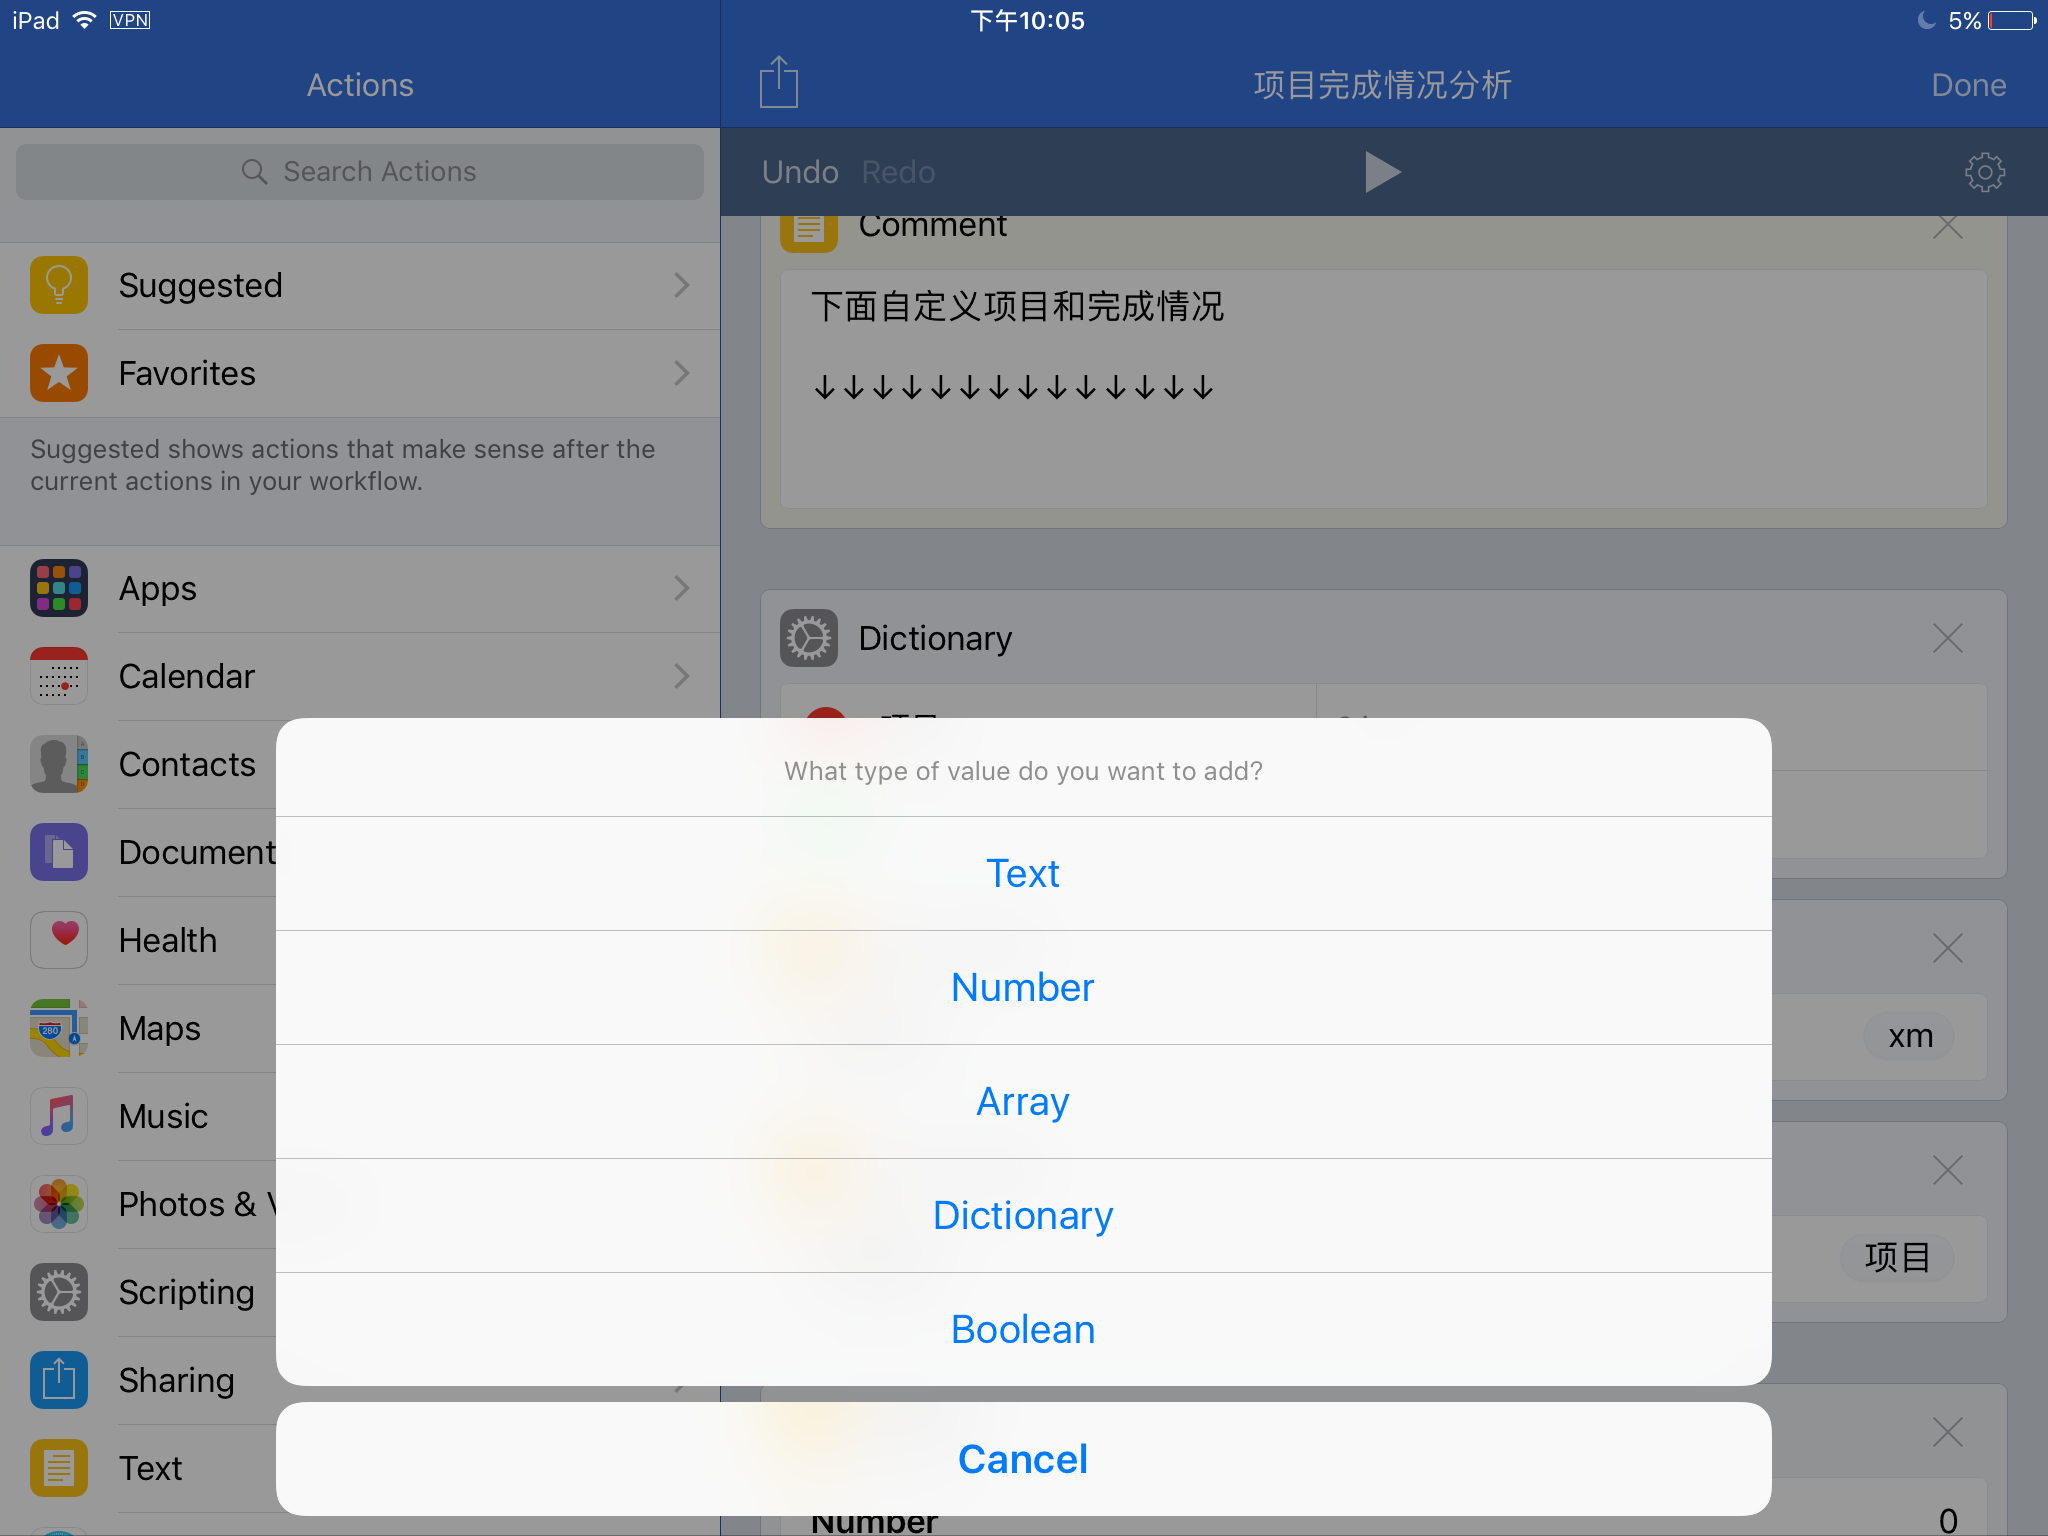 iPad VPN 下午10:05 5%
Actions
项目完成情况分析
Done
Search Actions
Undo Redo
Suggested
Favorites
Suggested shows actions that make sense after the
current actions in your workflow.
Apps
Calendar
Contacts
Document
Health
Maps
280
Music
Photos &
Scripting
Sharing
Text
Comment
下面自定义项目和完成情况
↓↓↓↓↓↓↓↓↓↓↓↓↓↓
Dictionary
项目
What type of value do you want to add?
Text
Number
Array
Dictionary
Boolean
Cancel
xm
项目
Number 0